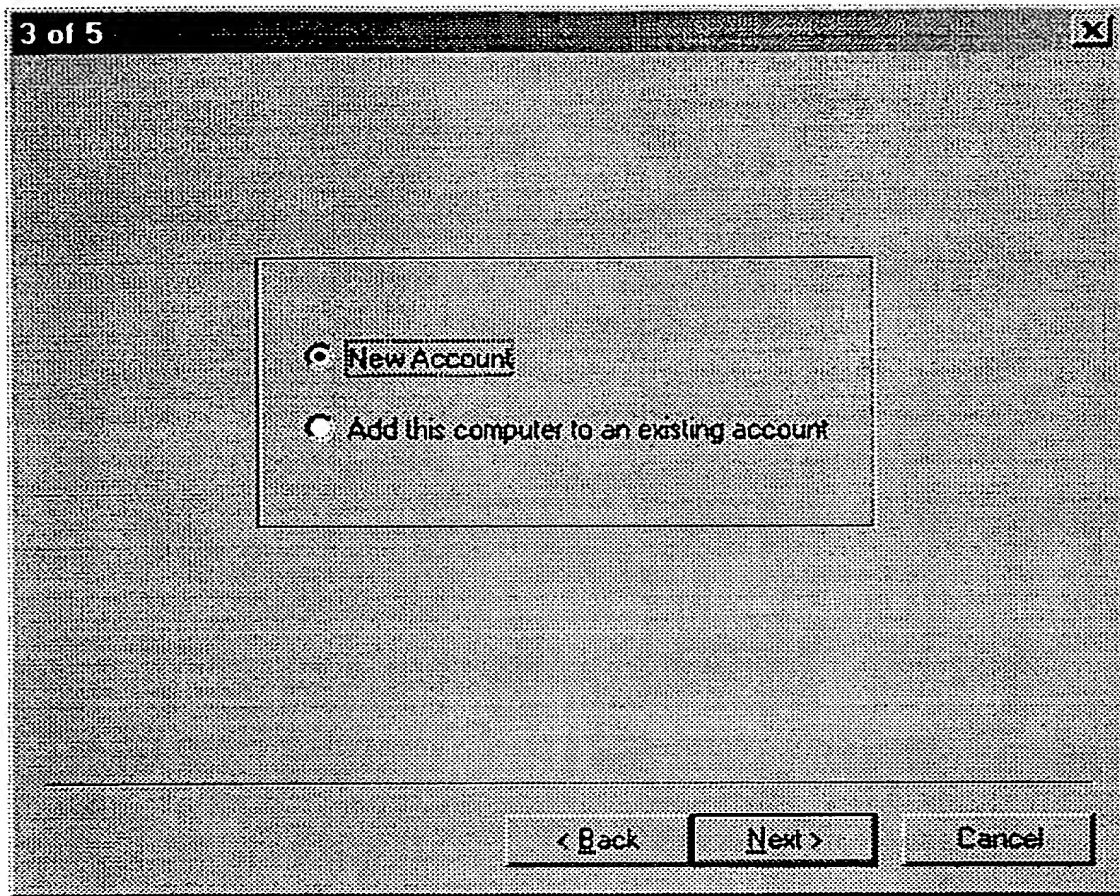 3 of 5
New Account
Add this computer to an existing account
< Back Next > Cancel